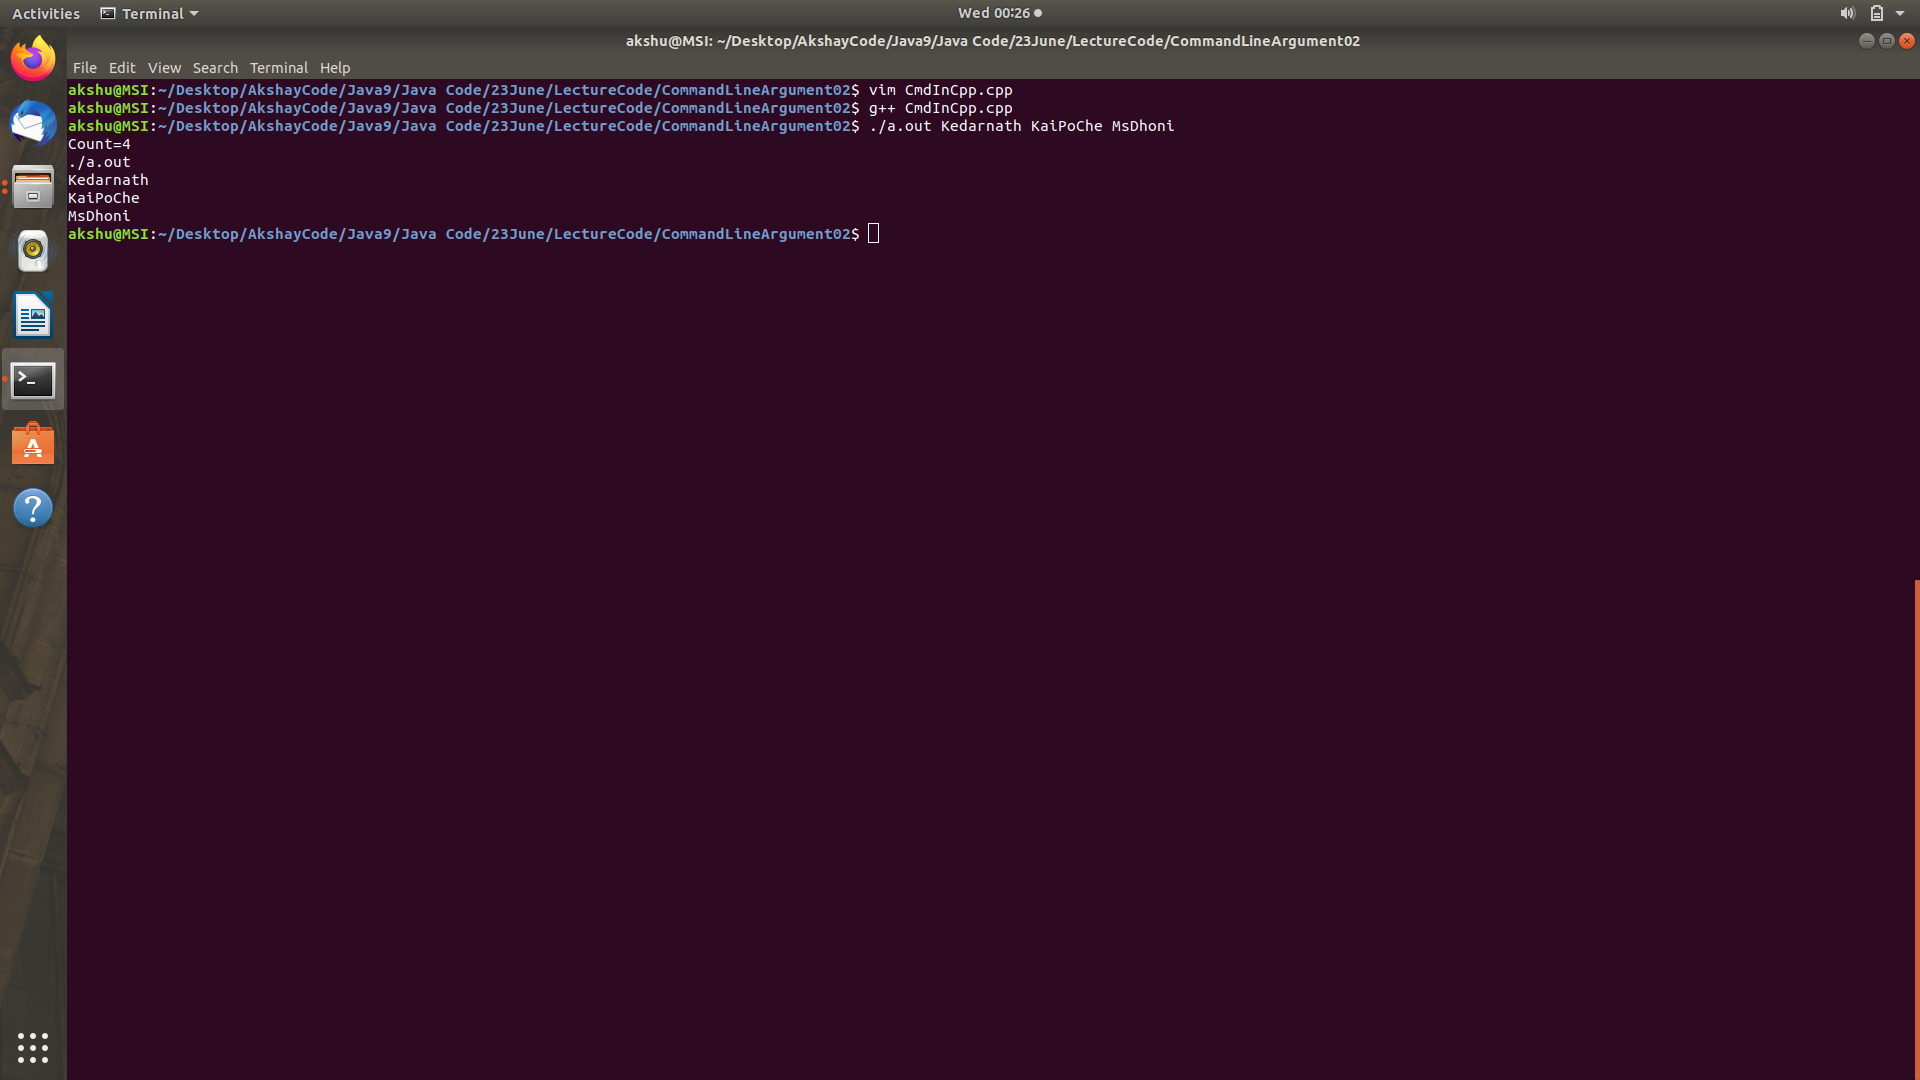 Activities Terminal Wed 00:26
akshu@MSI: ~/Desktop/AkshayCode/Java9/Java Code/23June/LectureCode/CommandLineArgument02
File Edit View Search Terminal Help
akshu@MSI:~/Desktop/AkshayCode/Java9/Java Code/23June/LectureCode/CommandLineArgument02$ vim CmdInCpp.cpp
akshu@MSI:~/Desktop/AkshayCode/Java9/Java Code/23June/LectureCode/CommandLineArgument02$ g++ CmdInCpp.cpp
akshu@MSI:~/Desktop/AkshayCode/Java9/Java Code/23June/LectureCode/CommandLineArgument02$ ./a.out Kedarnath KaiPoChe MsDhoni
Count=4
./a.out
Kedarnath
KaiPoChe
MsDhoni
akshu@MSI:~/Desktop/AkshayCode/Java9/Java Code/23June/LectureCode/CommandLineArgument02$